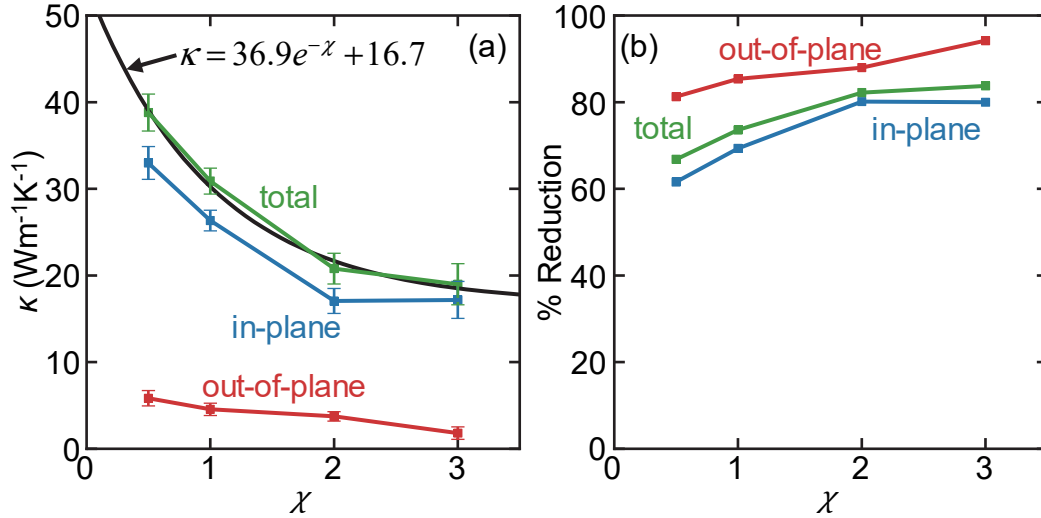 50
40
30
20
10
0
κ (Wm⁻¹K⁻¹)
κ = 36.9e^{-χ} + 16.7
(a)
total
in-plane
out-of-plane
0 1 2 3
χ
100
80
60
40
20
0
% Reduction
(b)
out-of-plane
total
in-plane
0 1 2 3
χ